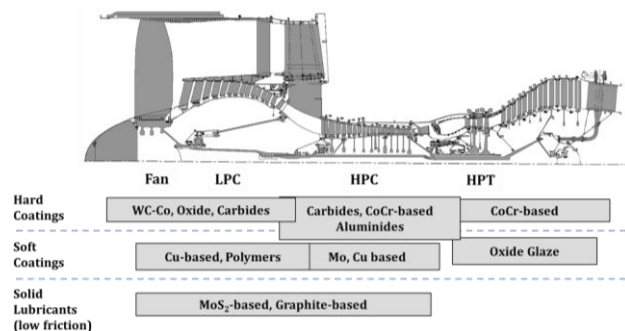 Fan LPC HPC HPT
Hard
Coatings
WC-Co, Oxide, Carbides
Carbides, CoCr-based
Aluminides
CoCr-based
Soft
Coatings
Cu-based, Polymers
Mo, Cu based
Oxide Glaze
Solid
Lubricants
(low friction)
MoS₂-based, Graphite-based